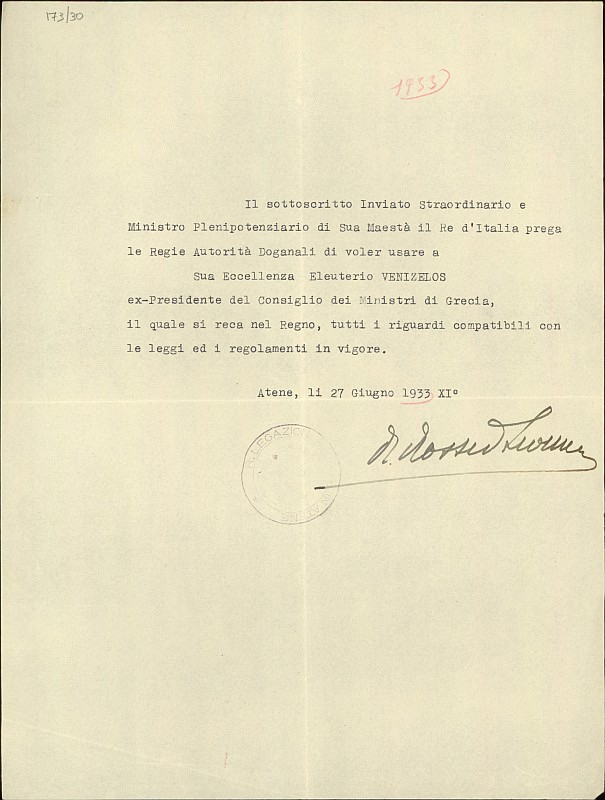 173/30
1933
Il sottoscritto Inviato Straordinario e
Ministro Plenipotenziario di Sua Maestà il Re d'Italia prega
le Regie Autorità Doganali di voler usare a
Sua Eccellenza Eleuterio VENIZELOS
ex-Presidente del Consiglio dei Ministri di Grecia,
il quale si reca nel Regno, tutti i riguardi compatibili con
le leggi ed i regolamenti in vigore.
Atene, li 27 Giugno 1933 XI°